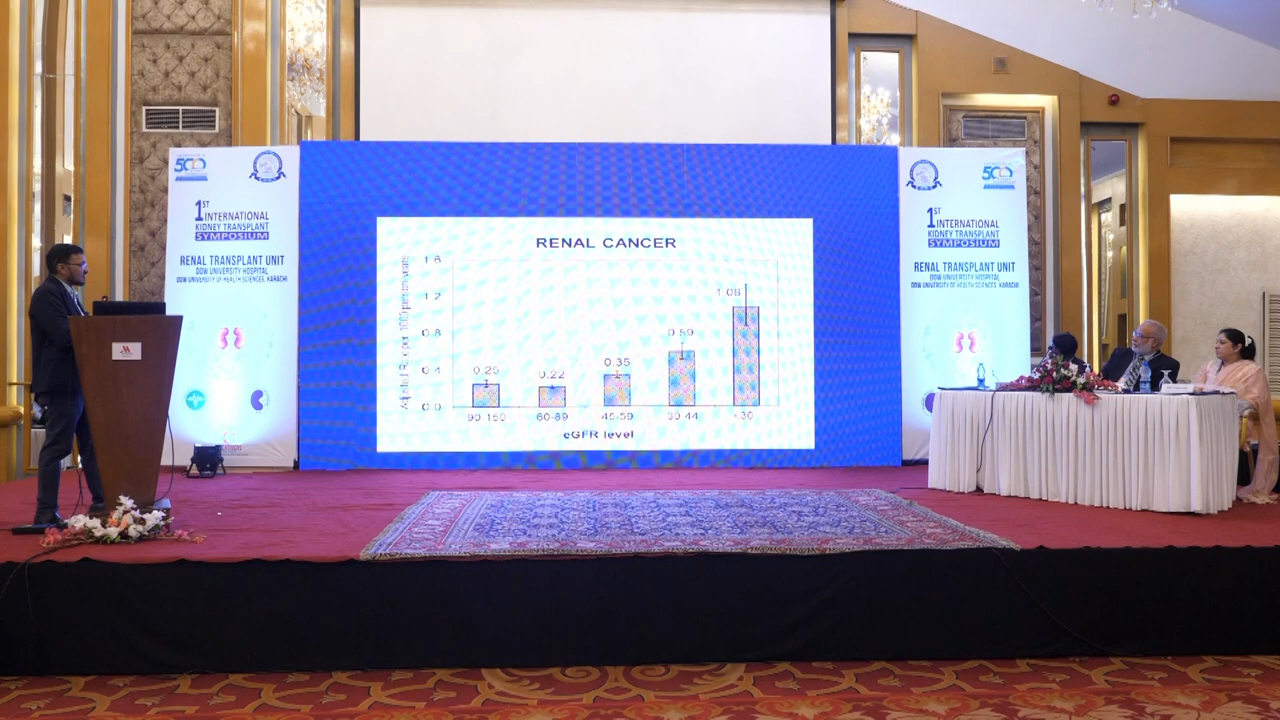 500
1ST
INTERNATIONAL
KIDNEY TRANSPLANT
SYMPOSIUM
RENAL TRANSPLANT UNIT
DOW UNIVERSITY HOSPITAL
DOW UNIVERSITY OF HEALTH SCIENCES, KARACHI
RENAL CANCER
1.6
1.2
0.8
0.4
0.0
0.25
0.22
0.35
0.59
1.08
90-150
60-89
45-59
30-44
eGFR level
500
1ST
INTERNATIONAL
KIDNEY TRANSPLANT
SYMPOSIUM
RENAL TRANSPLANT UNIT
DOW UNIVERSITY HOSPITAL
DOW UNIVERSITY OF HEALTH SCIENCES, KARACHI